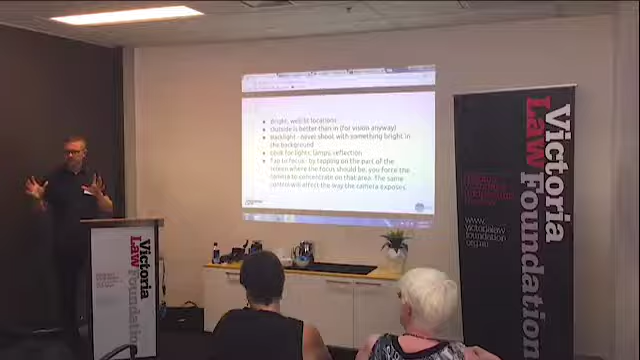 Bright, well lit locations
Outside is better than in (for vision anyway)
Backlight - never shoot with something bright in
the background
Look for lights, lamps, reflection
Tap to focus - by tapping on the part of the
screen where the focus should be, you force the
camera to concentrate on that area. The same
control will affect the way the camera exposes.
Victoria
Law Foundation
www.
victorialaw
foundation
.org.au
Victoria
Law Foundation